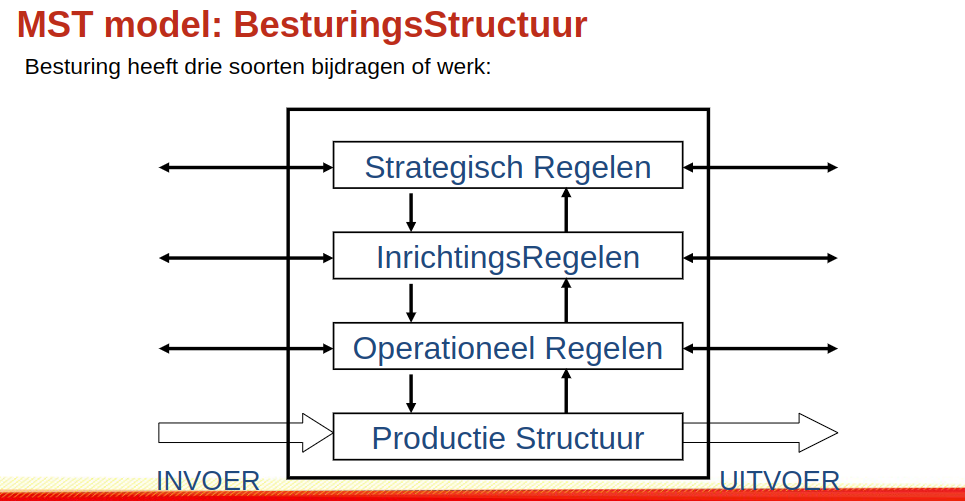 MST model: BesturingsStructuur
Besturing heeft drie soorten bijdragen of werk:
Strategisch Regelen
InrichtingsRegelen
Operationeel Regelen
Productie Structuur
INVOER
UITVOER